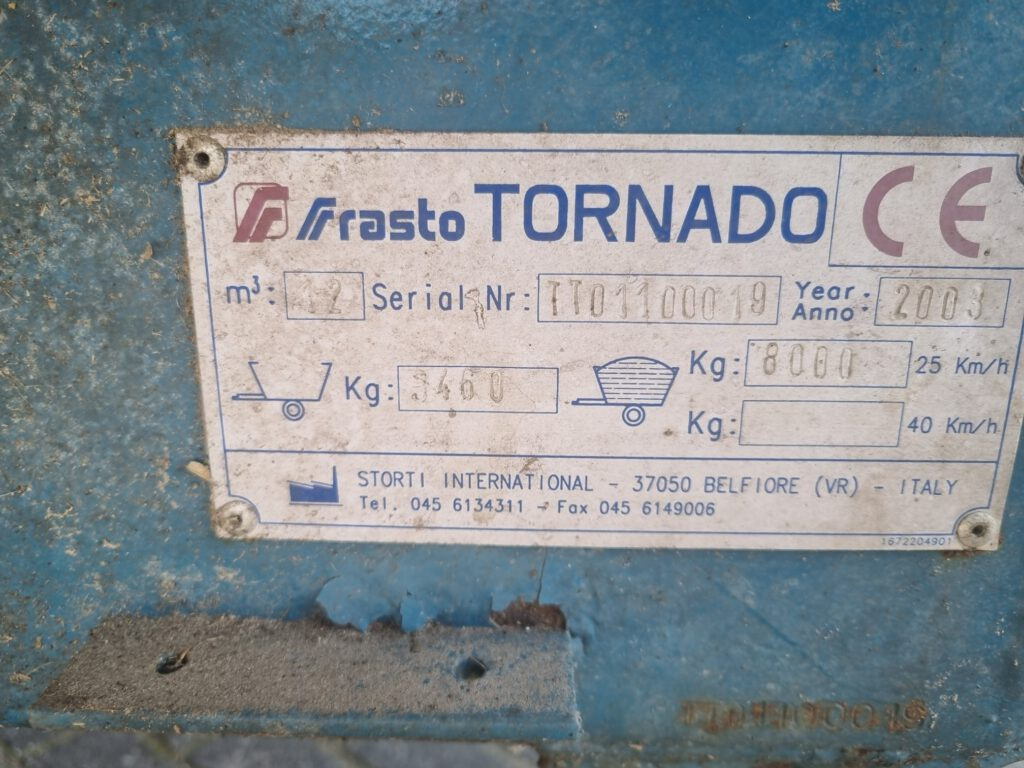 frasto TORNADO CE
m³: 12 Serial Nr: TT01100019 Year Anno: 2003
Kg: 3460 Kg: 8000 25 Km/h
Kg: 40 Km/h
STORTI INTERNATIONAL - 37050 BELFIORE (VR) - ITALY
Tel. 045 6134311 - Fax 045 6149006
1672204901